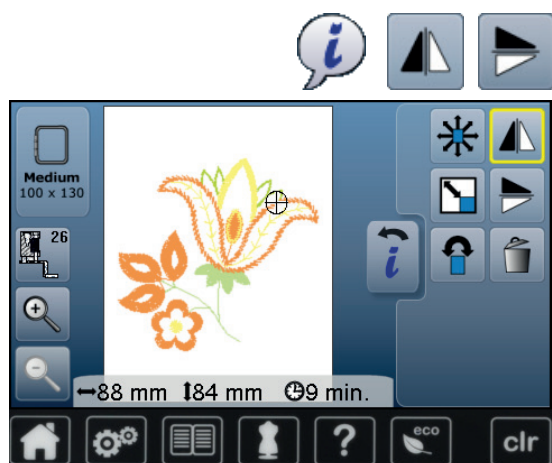 i
Medium
100 x 130
26
i
88 mm 84 mm 9 min.
? eco clr